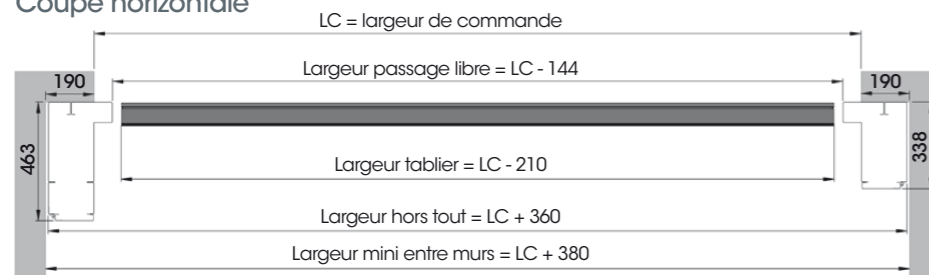 Coupe horizontale
LC = largeur de commande
Largeur passage libre = LC - 144
190
190
463
338
Largeur tablier = LC - 210
Largeur hors tout = LC + 360
Largeur mini entre murs = LC + 380